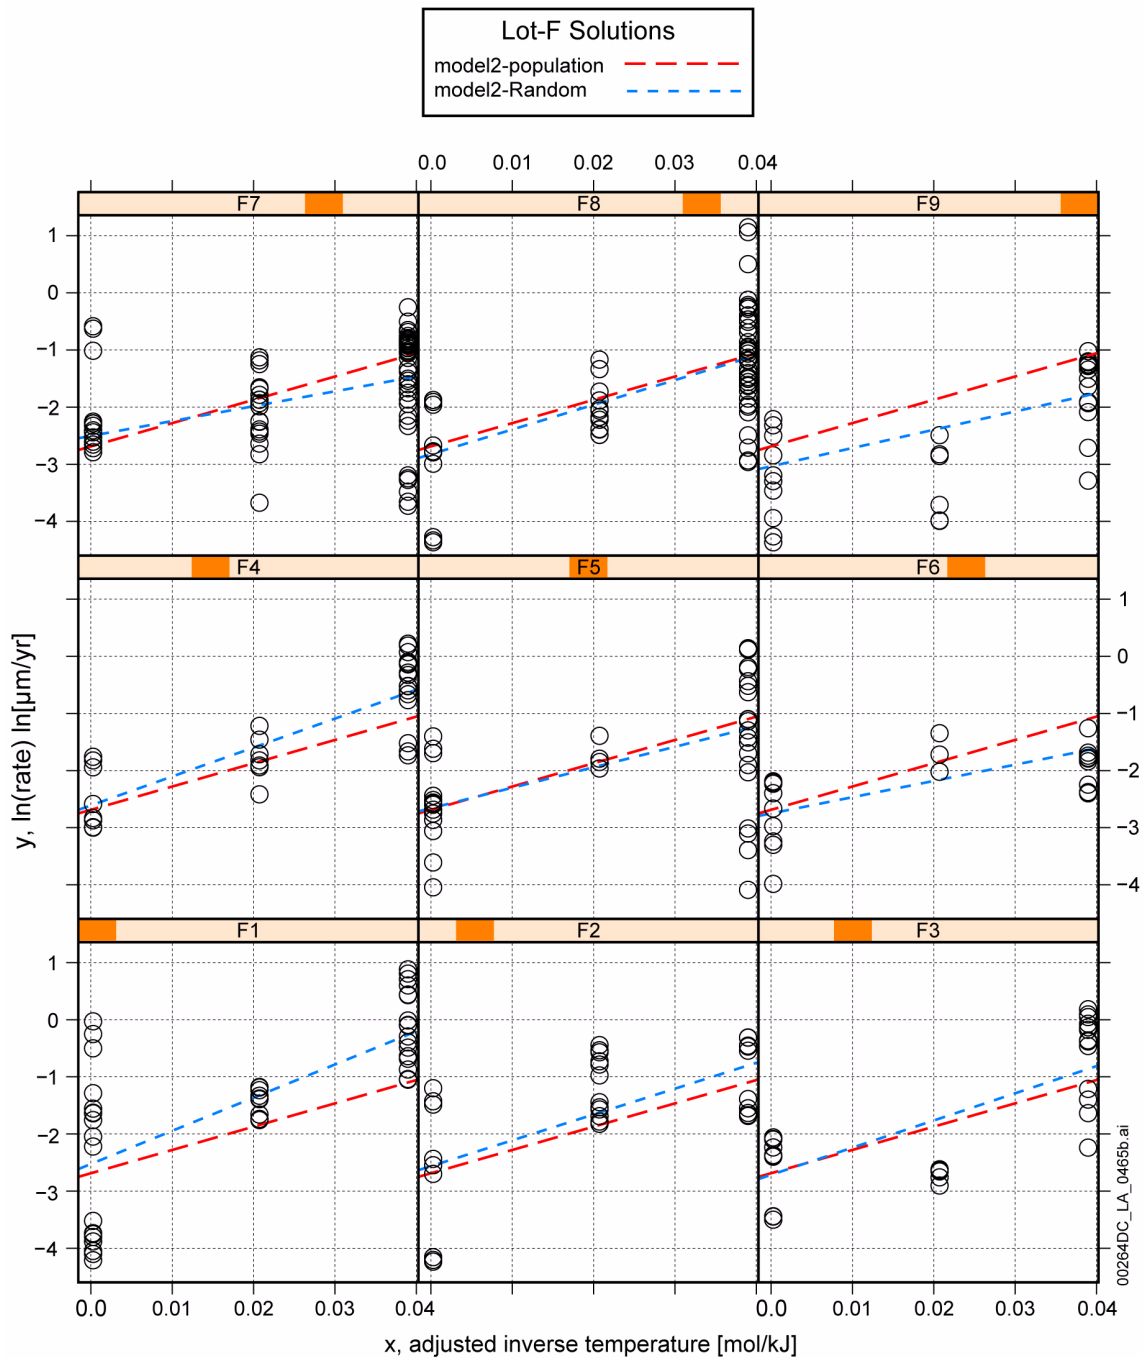 Lot-F Solutions
model2-population
model2-Random
0.0 0.01 0.02 0.03 0.04
F7 F8 F9
1
0
−1
−2
−3
−4
F4 F5 F6
1
0
−1
−2
−3
−4
F1 F2 F3
1
0
−1
−2
−3
−4
0.0 0.01 0.02 0.03 0.04 0.0 0.01 0.02 0.03 0.04
x, adjusted inverse temperature [mol/kJ]
y, ln(rate) ln[µm/yr]
00264DC_LA_0465b.ai